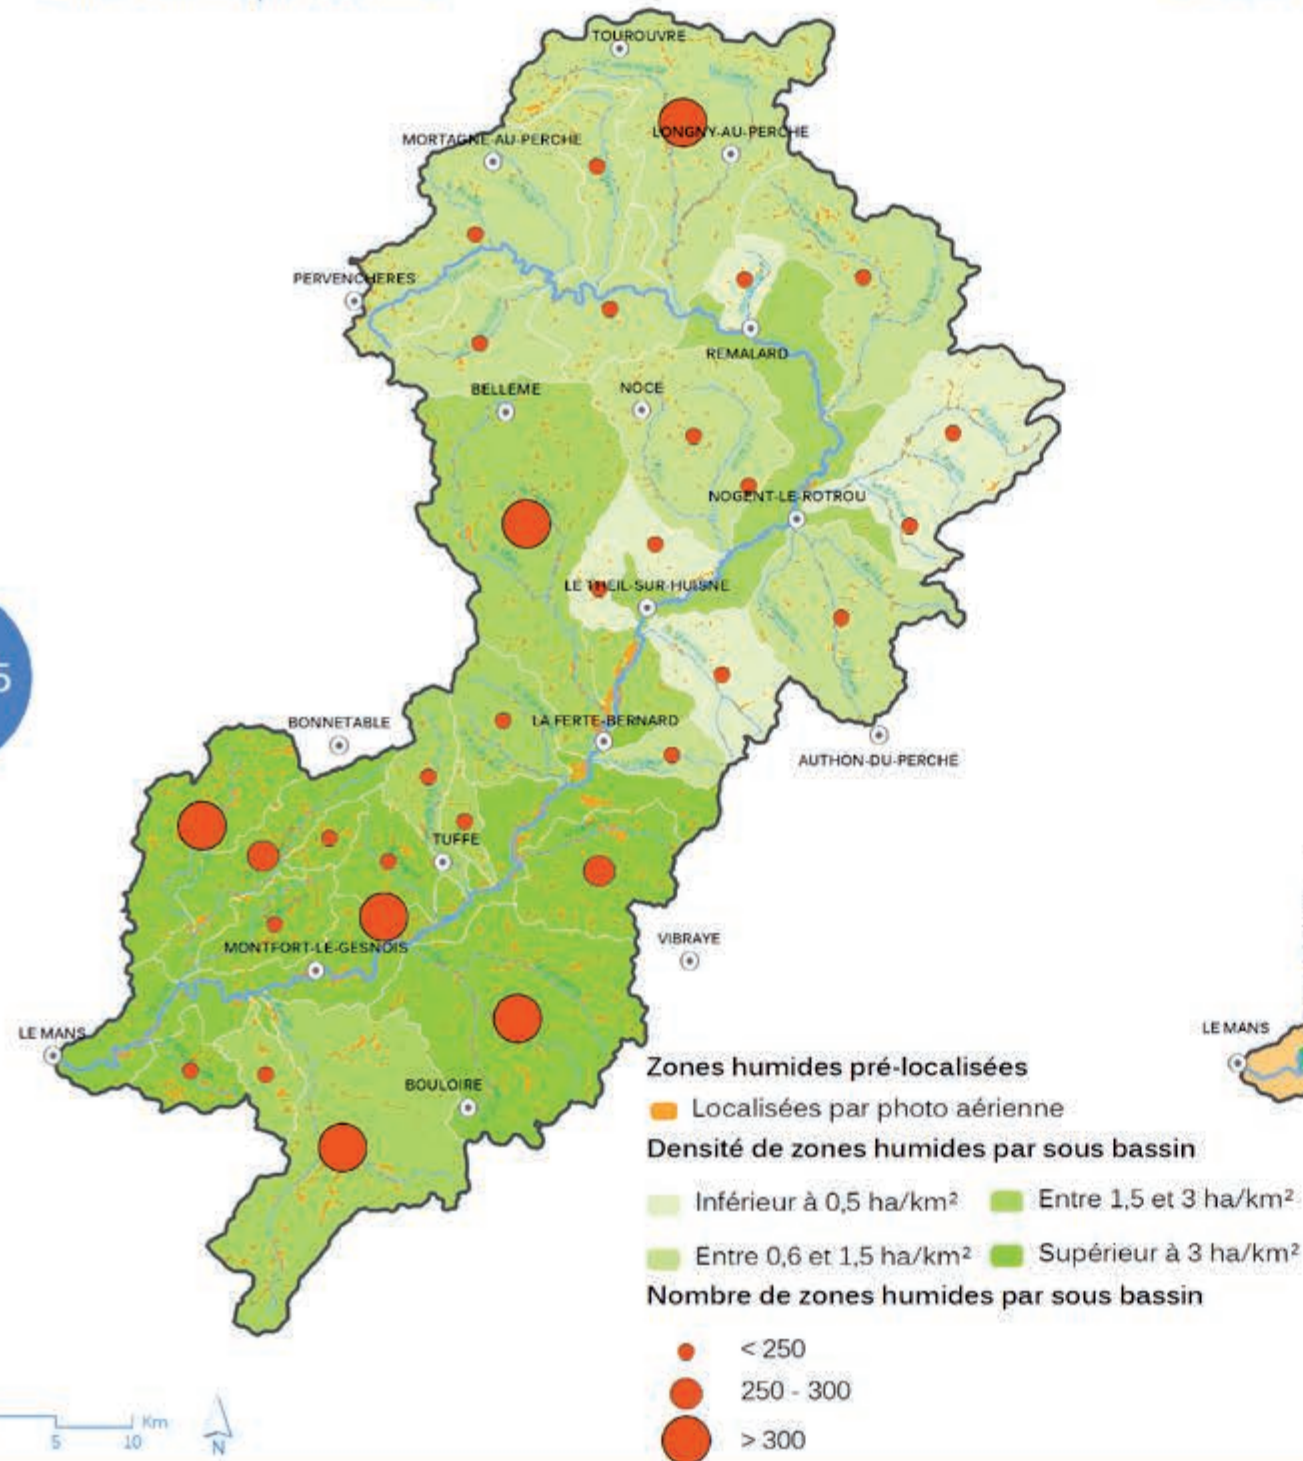 TOUROUVRE
MORTAGNE-AU-PERCHE
LONGNY-AU-PERCHE
PERVENCHERES
REMALARD
BELLEME
NOCE
NOGENT-LE-ROTROU
LE THEIL-SUR-HUISNE
5
BONNETABLE
LA FERTE-BERNARD
AUTHON-DU-PERCHE
TUFFE
VIBRAYE
MONTFORT-LE-GESNOIS
LE MANS
LE MANS
BOULOIRE
Zones humides pré-localisées
Localisées par photo aérienne
Densité de zones humides par sous bassin
Inférieur à 0,5 ha/km²
Entre 1,5 et 3 ha/km²
Entre 0,6 et 1,5 ha/km²
Supérieur à 3 ha/km²
Nombre de zones humides par sous bassin
< 250
250 - 300
> 300
Km
5 10
N